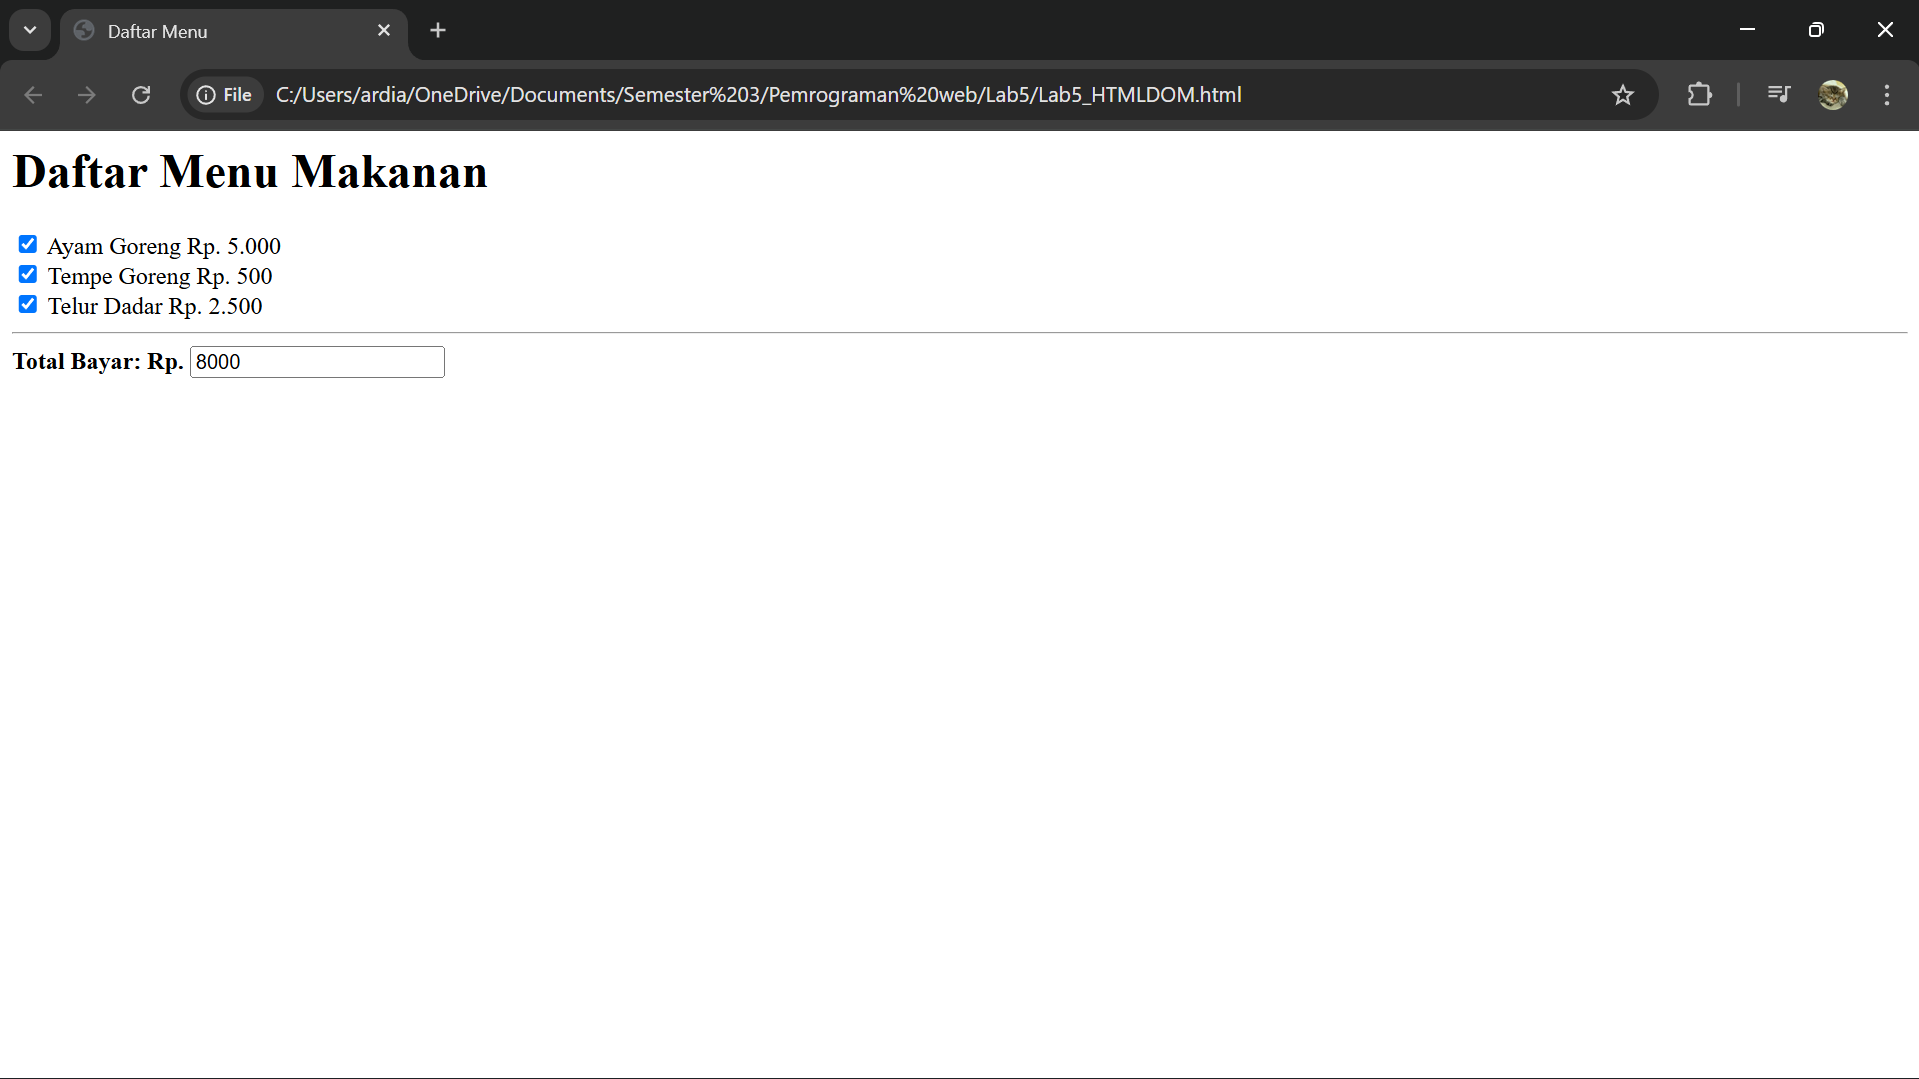 Daftar Menu
File C:/Users/ardia/OneDrive/Documents/Semester%203/Pemrograman%20web/Lab5/Lab5_HTMLDOM.html
Daftar Menu Makanan
Ayam Goreng Rp. 5.000
Tempe Goreng Rp. 500
Telur Dadar Rp. 2.500
Total Bayar: Rp. 8000